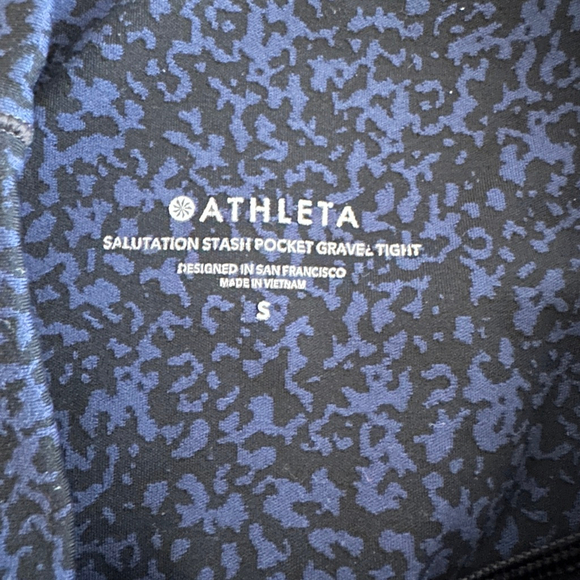 ATHLETA
SALUTATION STASH POCKET GRAVEL TIGHT
DESIGNED IN SAN FRANCISCO
MADE IN VIETNAM
S